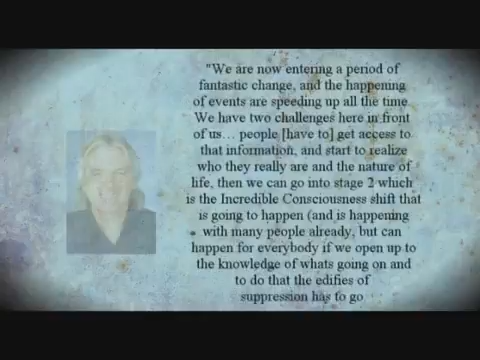 "We are now entering a period of
fantastic change, and the happening
of events are speeding up all the time.
We have two challenges here in front
of us... people [have to] get access to
that information, and start to realize
who they really are and the nature of
life, then we can go into stage 2 which
is the Incredible Consciousness shift that
is going to happen (and is happening
with many people already, but can
happen for everybody if we open up to
the knowledge of whats going on and
to do that the edifies of
suppression has to go